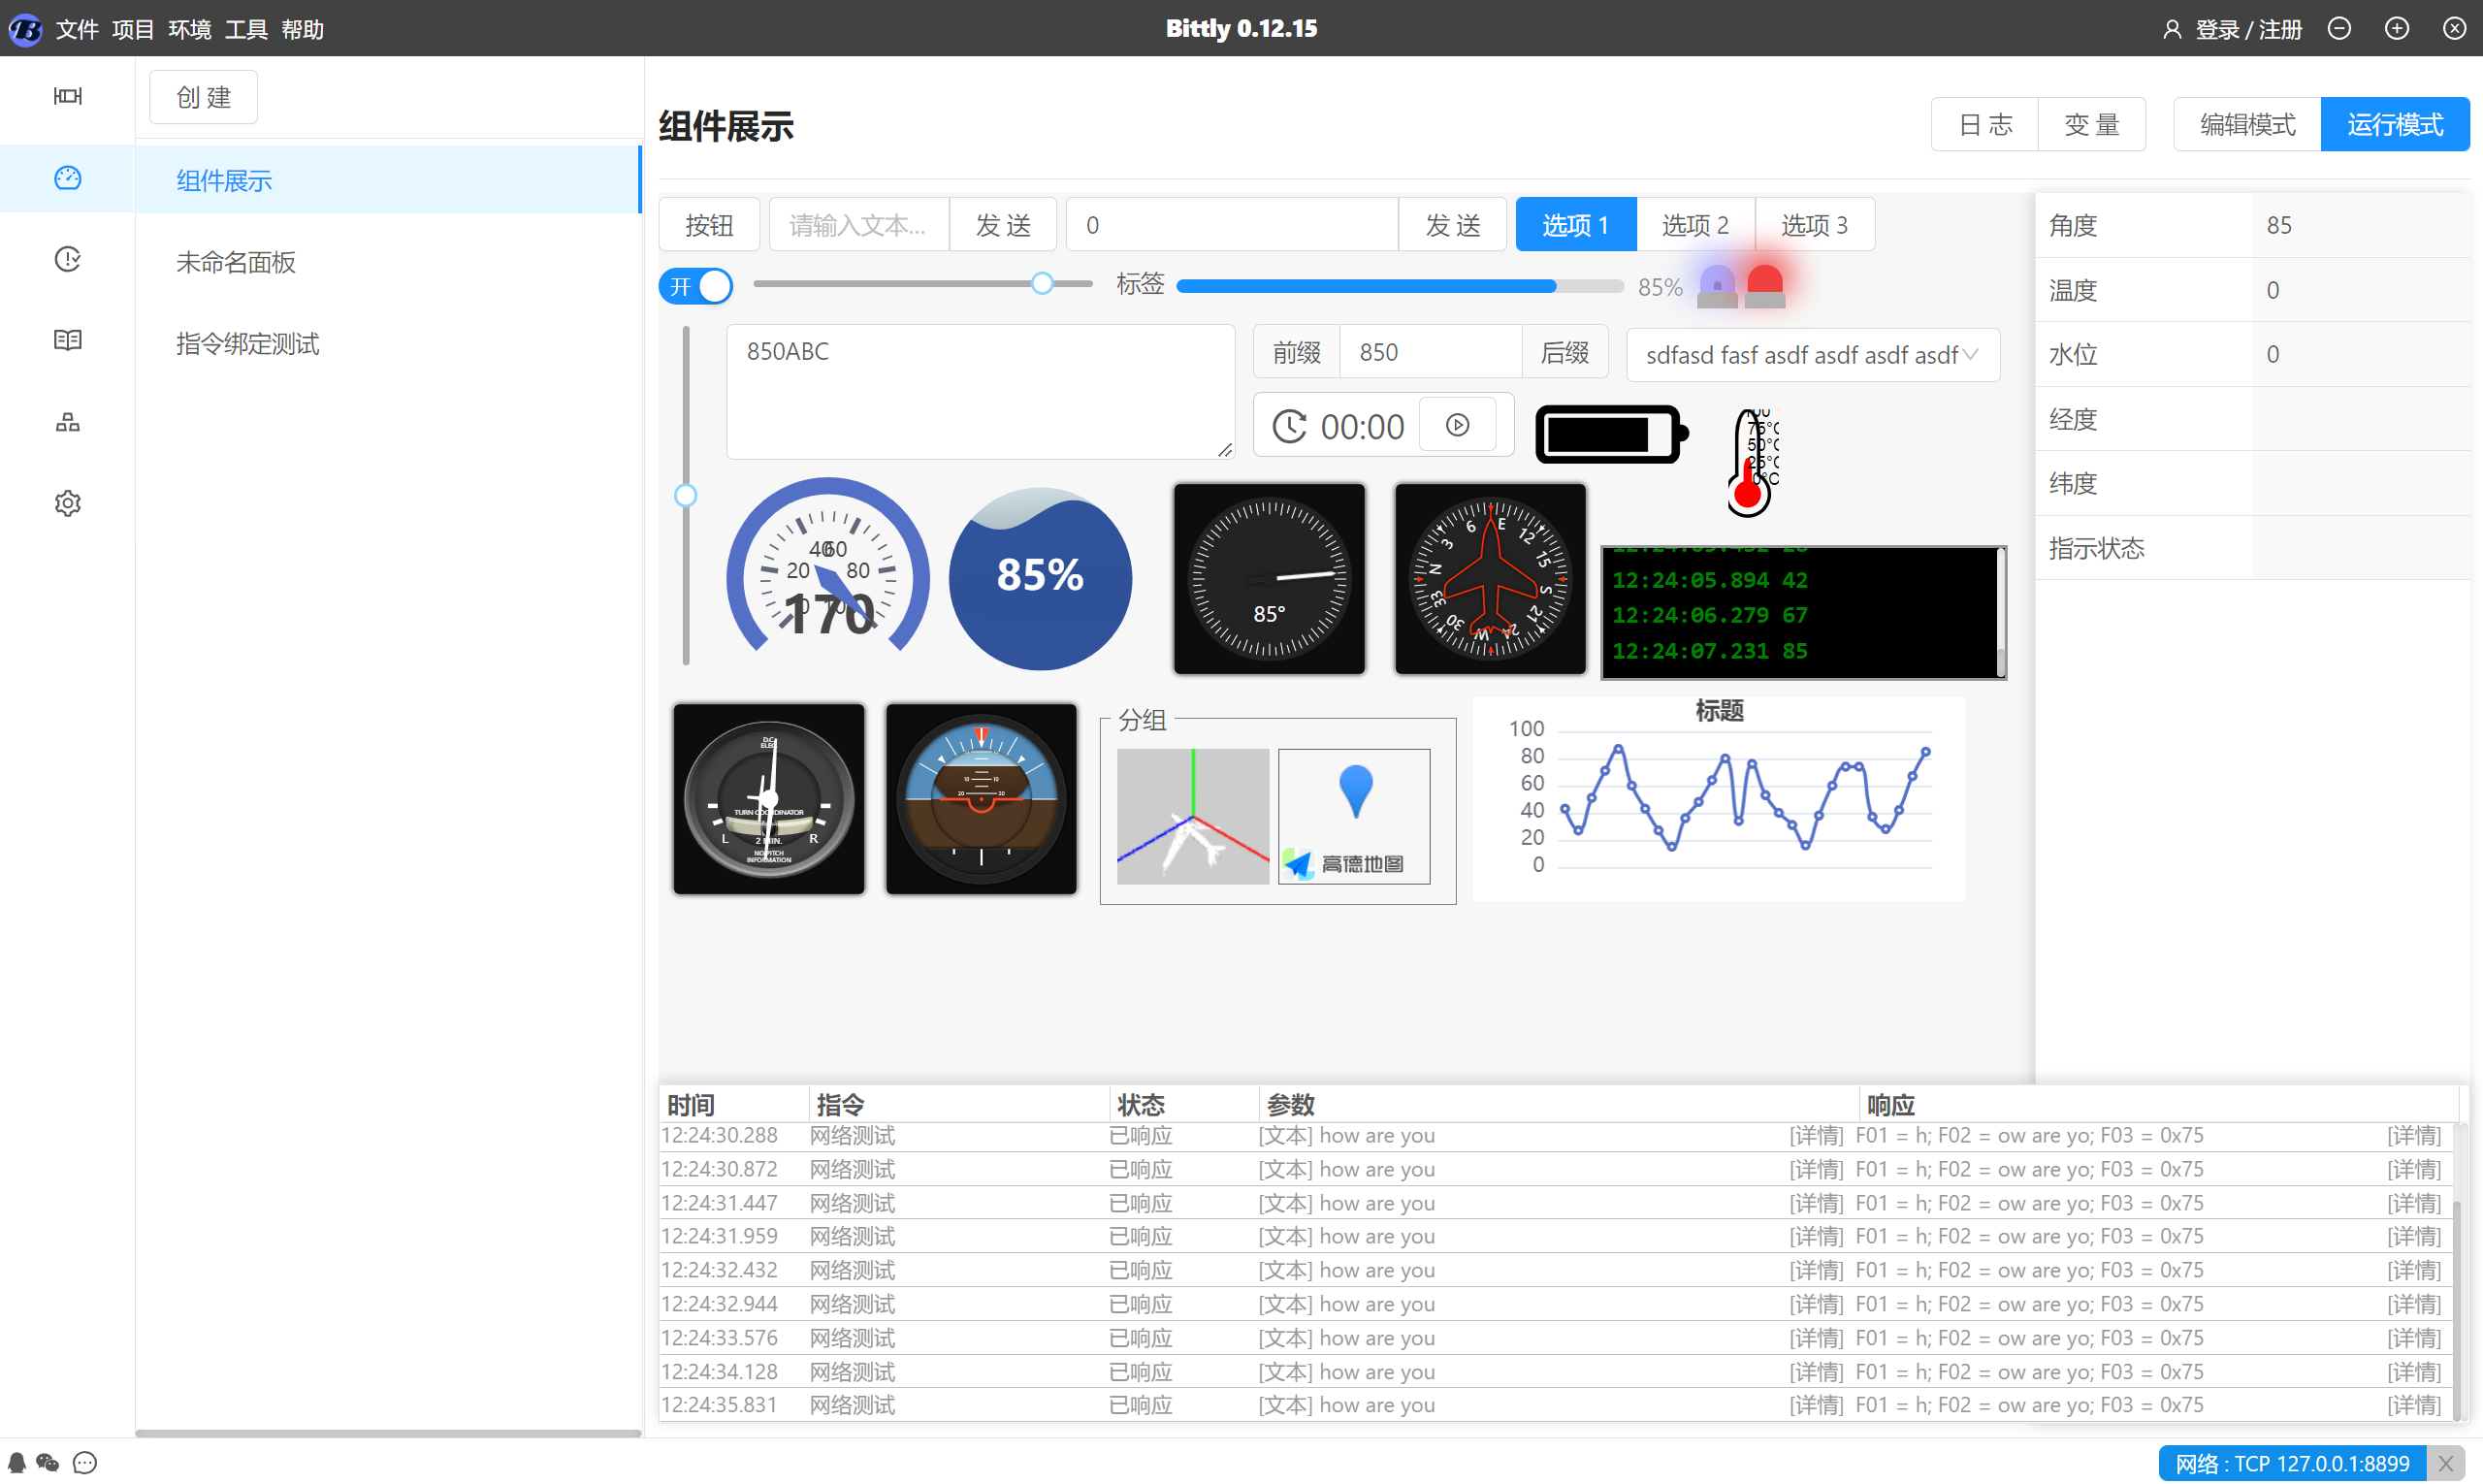 文件 项目 环境 工具 帮助
Bittly 0.12.15
登录 / 注册
创 建
组件展示
未命名面板
指令绑定测试
组件展示
日 志
变 量
编辑模式
运行模式
按钮
请输入文本...
发 送
0
发 送
选项 1
选项 2
选项 3
开
标签
85%
850ABC
前缀
850
后缀
sdfasd fasf asdf asdf asdf asdf
00:00
75°C
50°C
25°C
0°C
0 20 40 60 80 100
170
85%
85°
N 3 6 E 12 15 S 21 24 W 30 33
12:24:05.894 42
12:24:06.279 67
12:24:07.231 85
D.C.
ELEC.
TURN COORDINATOR
L
R
2 MIN.
NO PITCH
INFORMATION
10 10
20 20
分组
高德地图
标题
100
80
60
40
20
0
角度 85
温度 0
水位 0
经度
纬度
指示状态
时间 指令 状态 参数 响应
12:24:30.288 网络测试 已响应 [文本] how are you [详情] F01 = h; F02 = ow are yo; F03 = 0x75 [详情]
12:24:30.872 网络测试 已响应 [文本] how are you [详情] F01 = h; F02 = ow are yo; F03 = 0x75 [详情]
12:24:31.447 网络测试 已响应 [文本] how are you [详情] F01 = h; F02 = ow are yo; F03 = 0x75 [详情]
12:24:31.959 网络测试 已响应 [文本] how are you [详情] F01 = h; F02 = ow are yo; F03 = 0x75 [详情]
12:24:32.432 网络测试 已响应 [文本] how are you [详情] F01 = h; F02 = ow are yo; F03 = 0x75 [详情]
12:24:32.944 网络测试 已响应 [文本] how are you [详情] F01 = h; F02 = ow are yo; F03 = 0x75 [详情]
12:24:33.576 网络测试 已响应 [文本] how are you [详情] F01 = h; F02 = ow are yo; F03 = 0x75 [详情]
12:24:34.128 网络测试 已响应 [文本] how are you [详情] F01 = h; F02 = ow are yo; F03 = 0x75 [详情]
12:24:35.831 网络测试 已响应 [文本] how are you [详情] F01 = h; F02 = ow are yo; F03 = 0x75 [详情]
网络 : TCP 127.0.0.1:8899 X